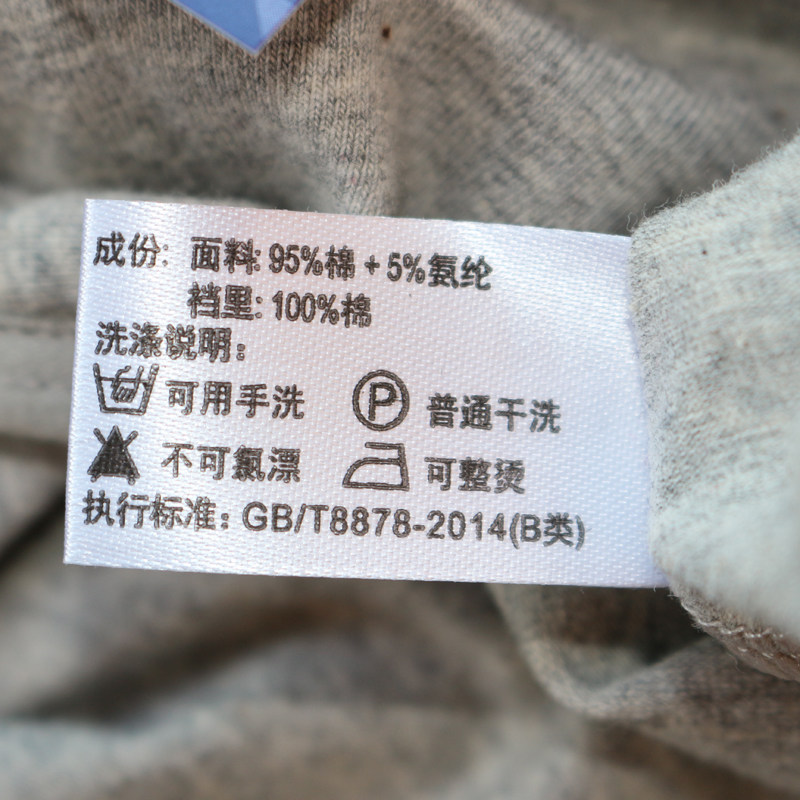 成份: 面料: 95%棉+5%氨纶
裆里: 100%棉
洗涤说明:
可用手洗 P 普通干洗
不可氯漂 可整烫
执行标准: GB/T8878-2014(B类)